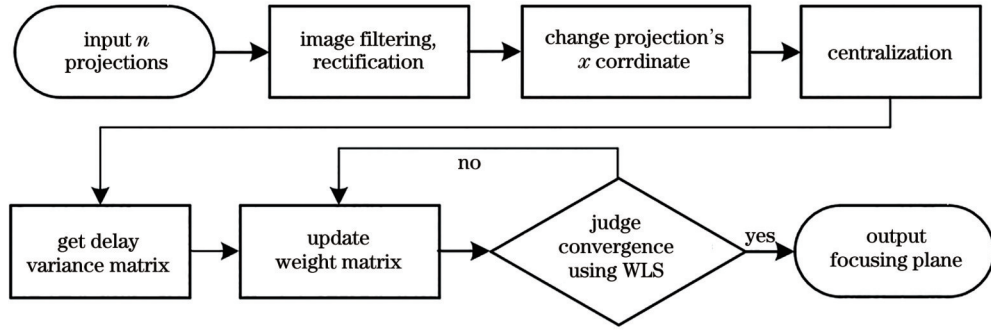 input n
projections
image filtering,
rectification
change projection's
x corrdinate
centralization
no
get delay
variance matrix
update
weight matrix
judge
convergence
using WLS
yes
output
focusing plane